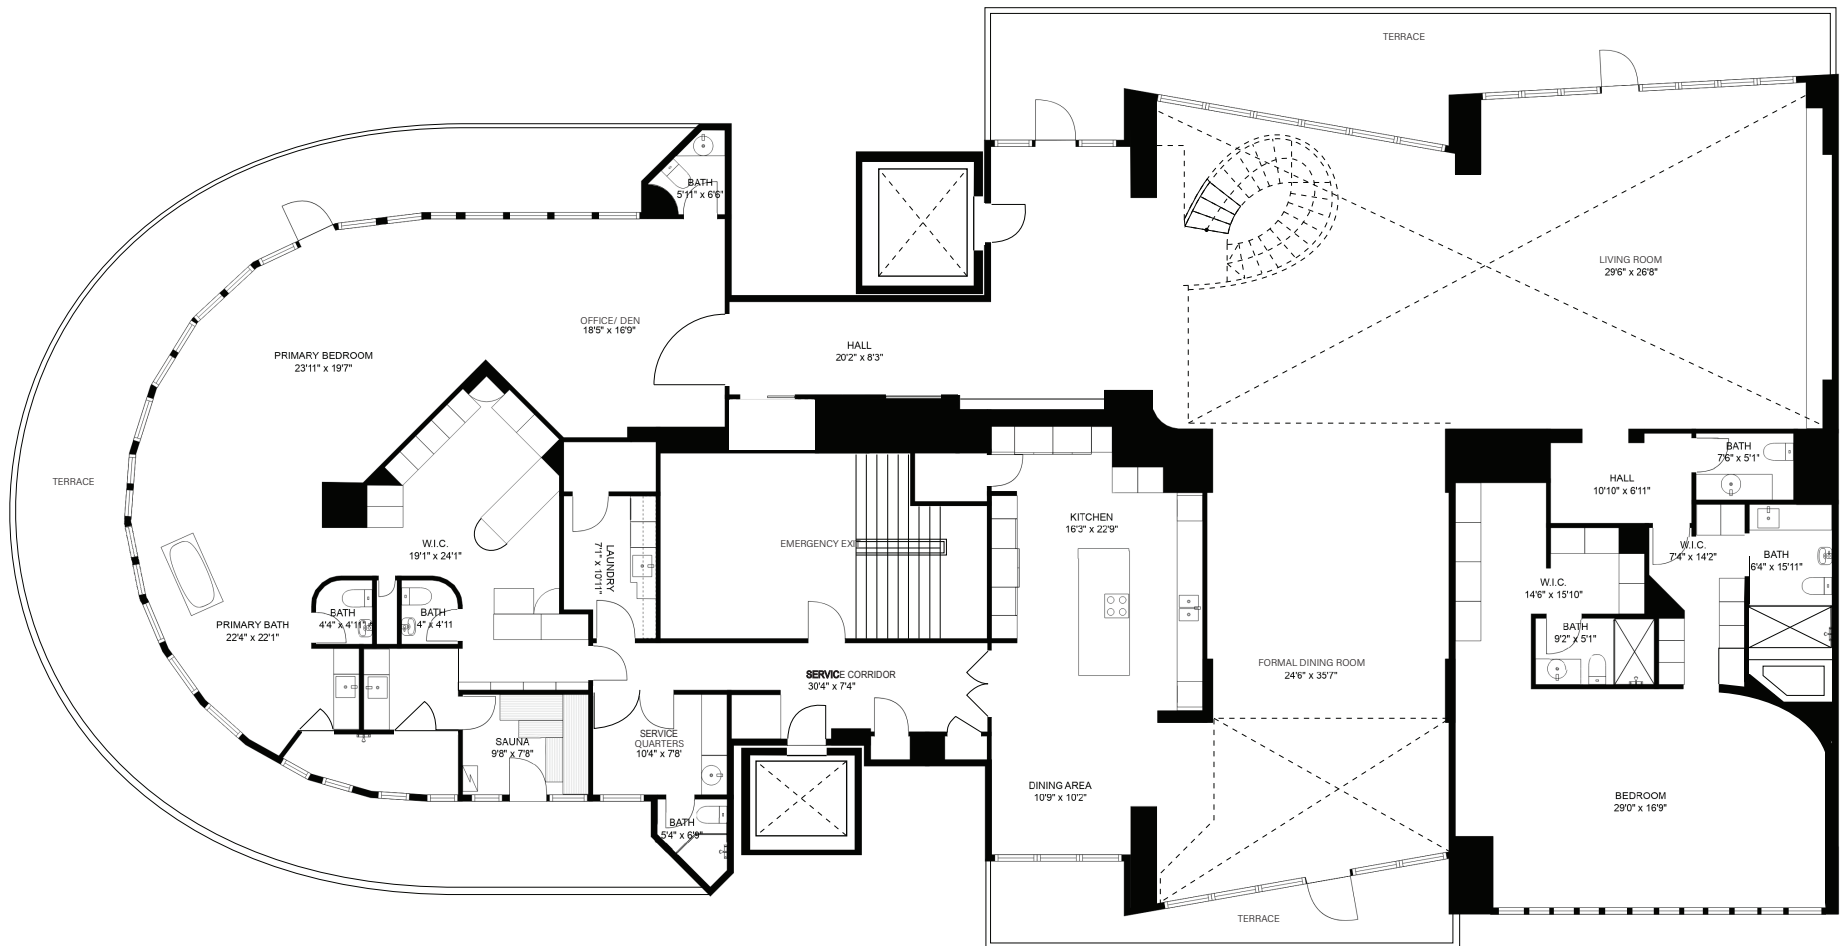 TERRACE
BATH
5'11" x 6'6"
LIVING ROOM
29'6" x 26'8"
OFFICE/ DEN
18'5" x 16'9"
HALL
20'2" x 8'3"
PRIMARY BEDROOM
23'11" x 19'7"
TERRACE
BATH
7'6" x 5'1"
HALL
10'10" x 6'11"
KITCHEN
16'3" x 22'9"
W.I.C.
19'1" x 24'1"
LAUNDRY
7'1" x 10'11"
EMERGENCY EXIT
W.I.C.
7'4" x 14'2"
BATH
6'4" x 15'11"
W.I.C.
14'6" x 15'10"
PRIMARY BATH
22'4" x 22'1"
BATH
4'4" x 4'11"
BATH
4" x 4'11
BATH
9'2" x 5'1"
SERVICE CORRIDOR
30'4" x 7'4"
FORMAL DINING ROOM
24'6" x 35'7"
SAUNA
9'8" x 7'8"
SERVICE
QUARTERS
10'4" x 7'8'
DINING AREA
10'9" x 10'2"
BEDROOM
29'0" x 16'9"
BATH
5'4" x 6'9"
TERRACE